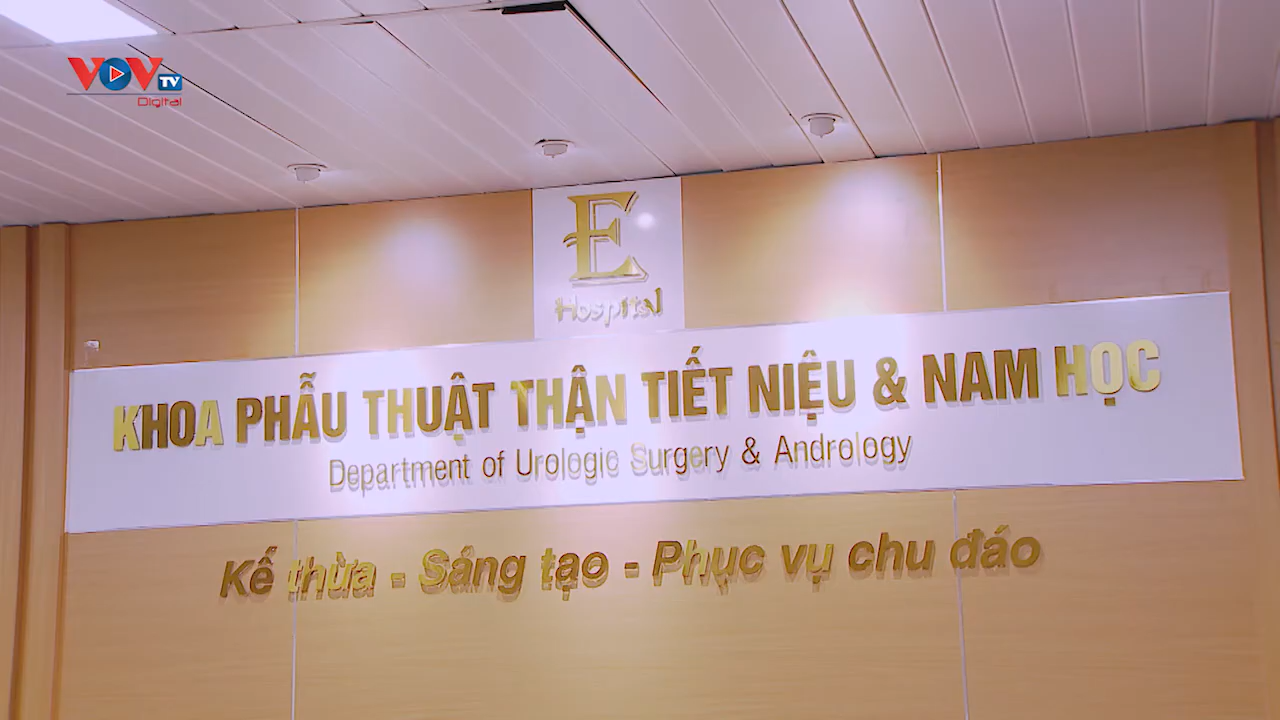 VOV TV
Digital
E
Hospital
KHOA PHẪU THUẬT THẬN TIẾT NIỆU & NAM HỌC
Department of Urologic Surgery & Andrology
Kế thừa - Sáng tạo - Phục vụ chu đáo